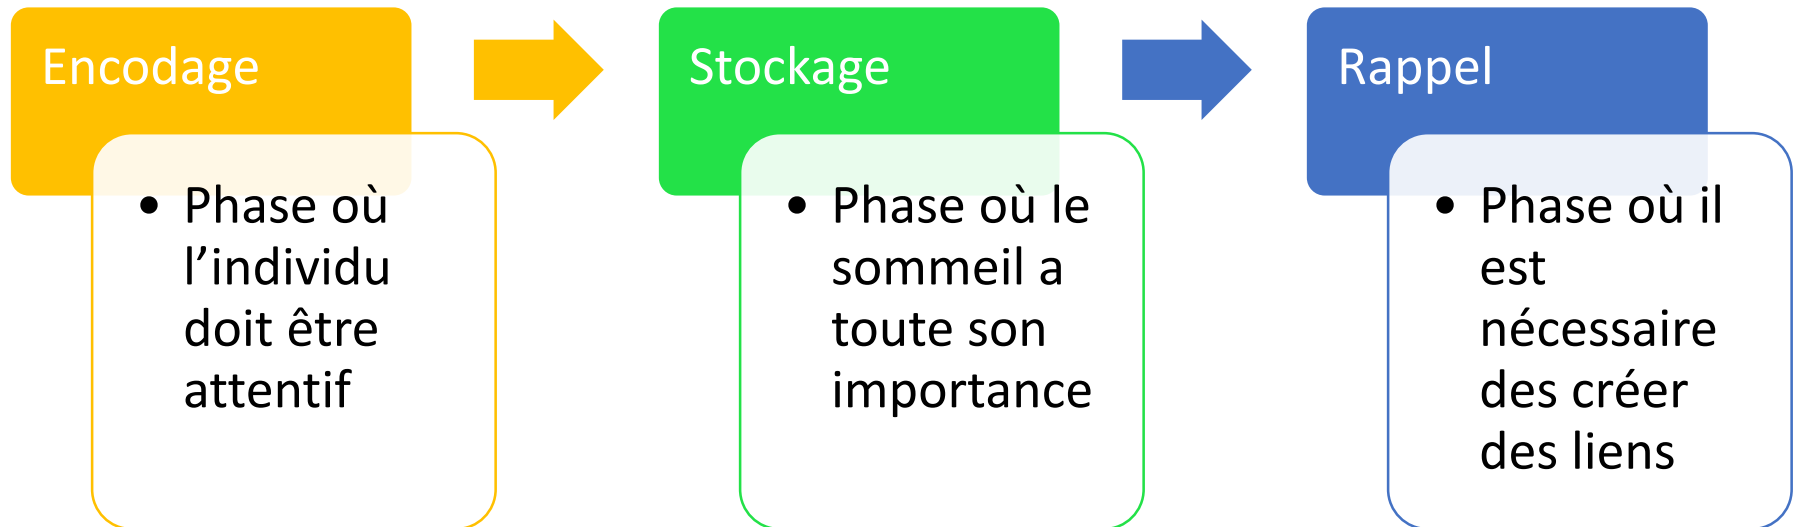 Encodage
• Phase où
l’individu
doit être
attentif
Stockage
• Phase où le
sommeil a
toute son
importance
Rappel
• Phase où il
est
nécessaire
des créer
des liens